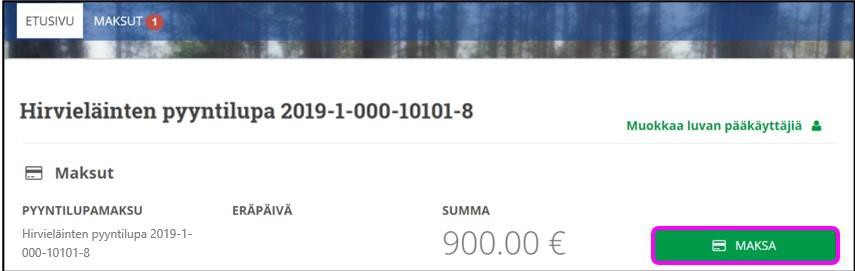 ETUSIVU MAKSUT 1
Hirvieläinten pyyntilupa 2019-1-000-10101-8
Muokkaa luvan pääkäyttäjiä
Maksut
PYYNTILUPAMAKSU ERÄPÄIVÄ SUMMA
Hirvieläinten pyyntilupa 2019-1-
000-10101-8
900.00 €
MAKSA